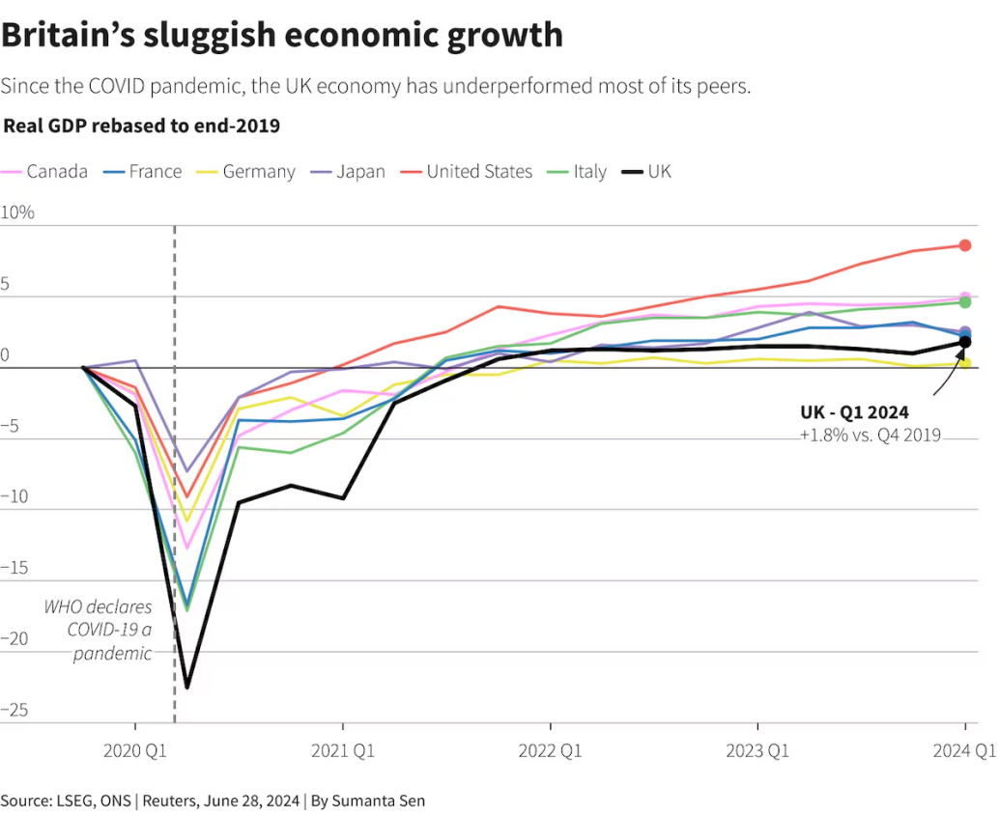 Britain’s sluggish economic growth
Since the COVID pandemic, the UK economy has underperformed most of its peers.
Real GDP rebased to end-2019
Canada France Germany Japan United States Italy UK
10%
5
0
−5
−10
−15
−20
−25
WHO declares
COVID-19 a
pandemic
UK - Q1 2024
+1.8% vs. Q4 2019
2020 Q1 2021 Q1 2022 Q1 2023 Q1 2024 Q1
Source: LSEG, ONS | Reuters, June 28, 2024 | By Sumanta Sen